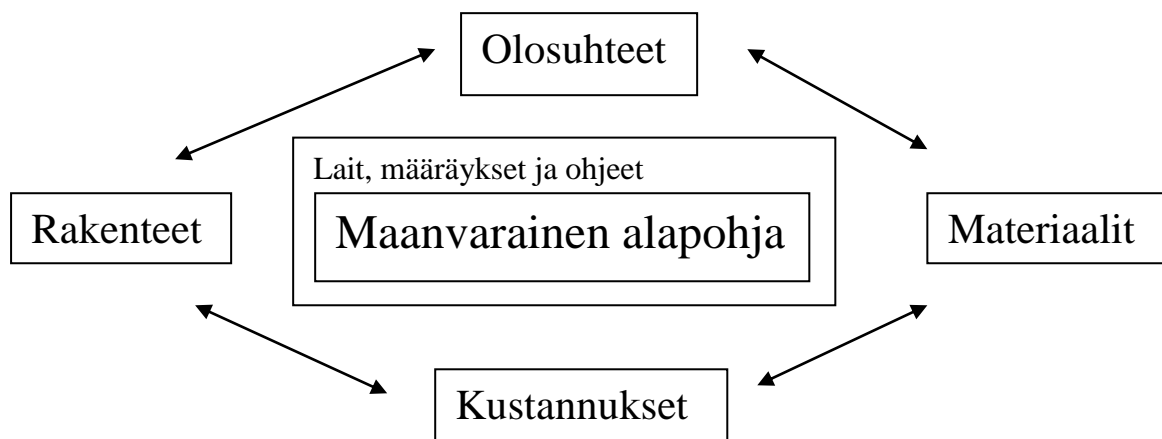 Olosuhteet
Lait, määräykset ja ohjeet
Rakenteet
Maanvarainen alapohja
Materiaalit
Kustannukset